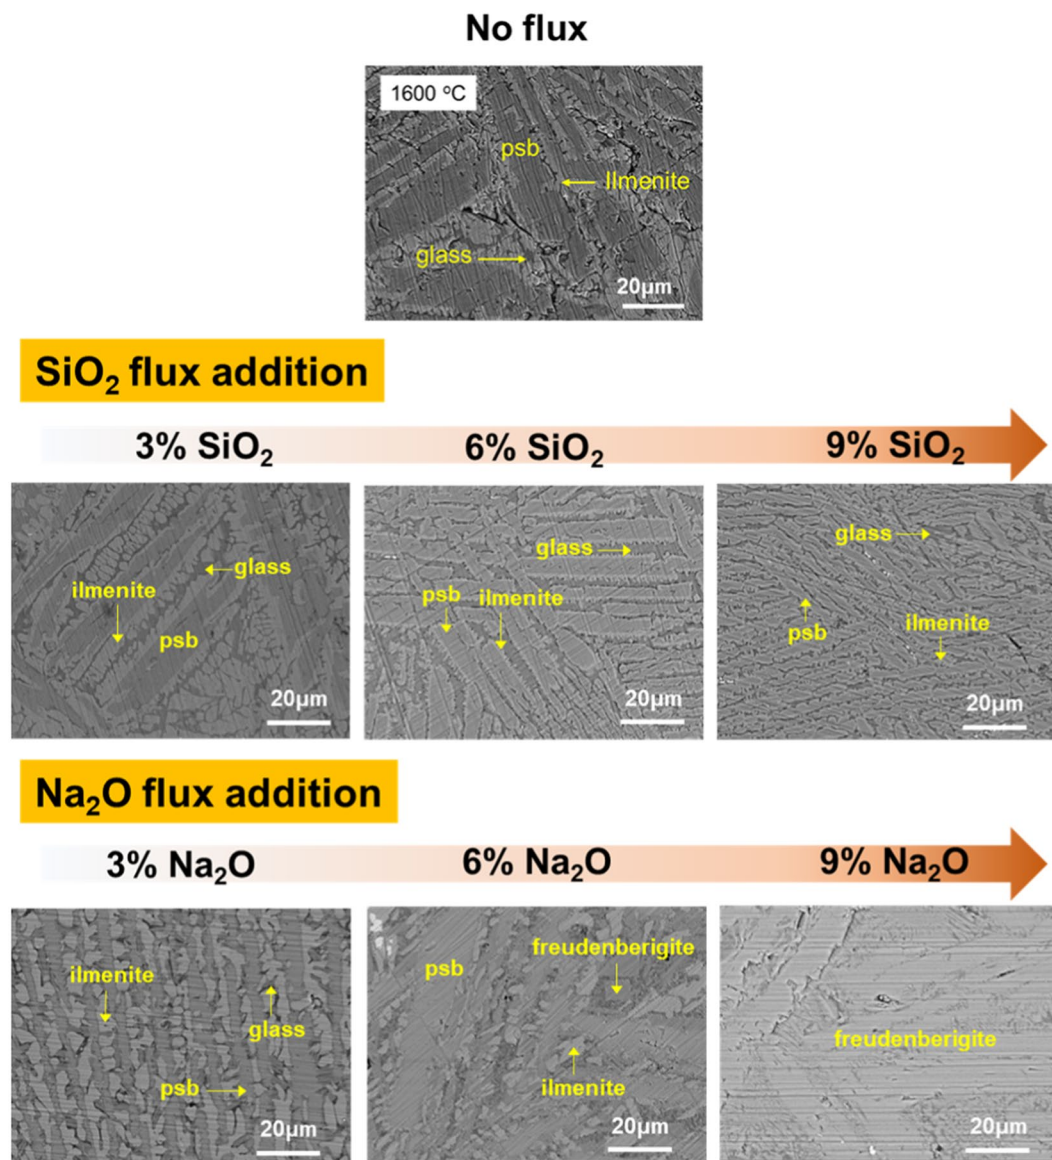 No flux
1600 °C
psb
Ilmenite
glass
20µm
SiO₂ flux addition
3% SiO₂
6% SiO₂
9% SiO₂
glass
ilmenite
psb
20µm
glass
psb
ilmenite
20µm
glass
psb
ilmenite
20µm
Na₂O flux addition
3% Na₂O
6% Na₂O
9% Na₂O
ilmenite
glass
psb
20µm
freudenberigite
psb
ilmenite
20µm
freudenberigite
20µm